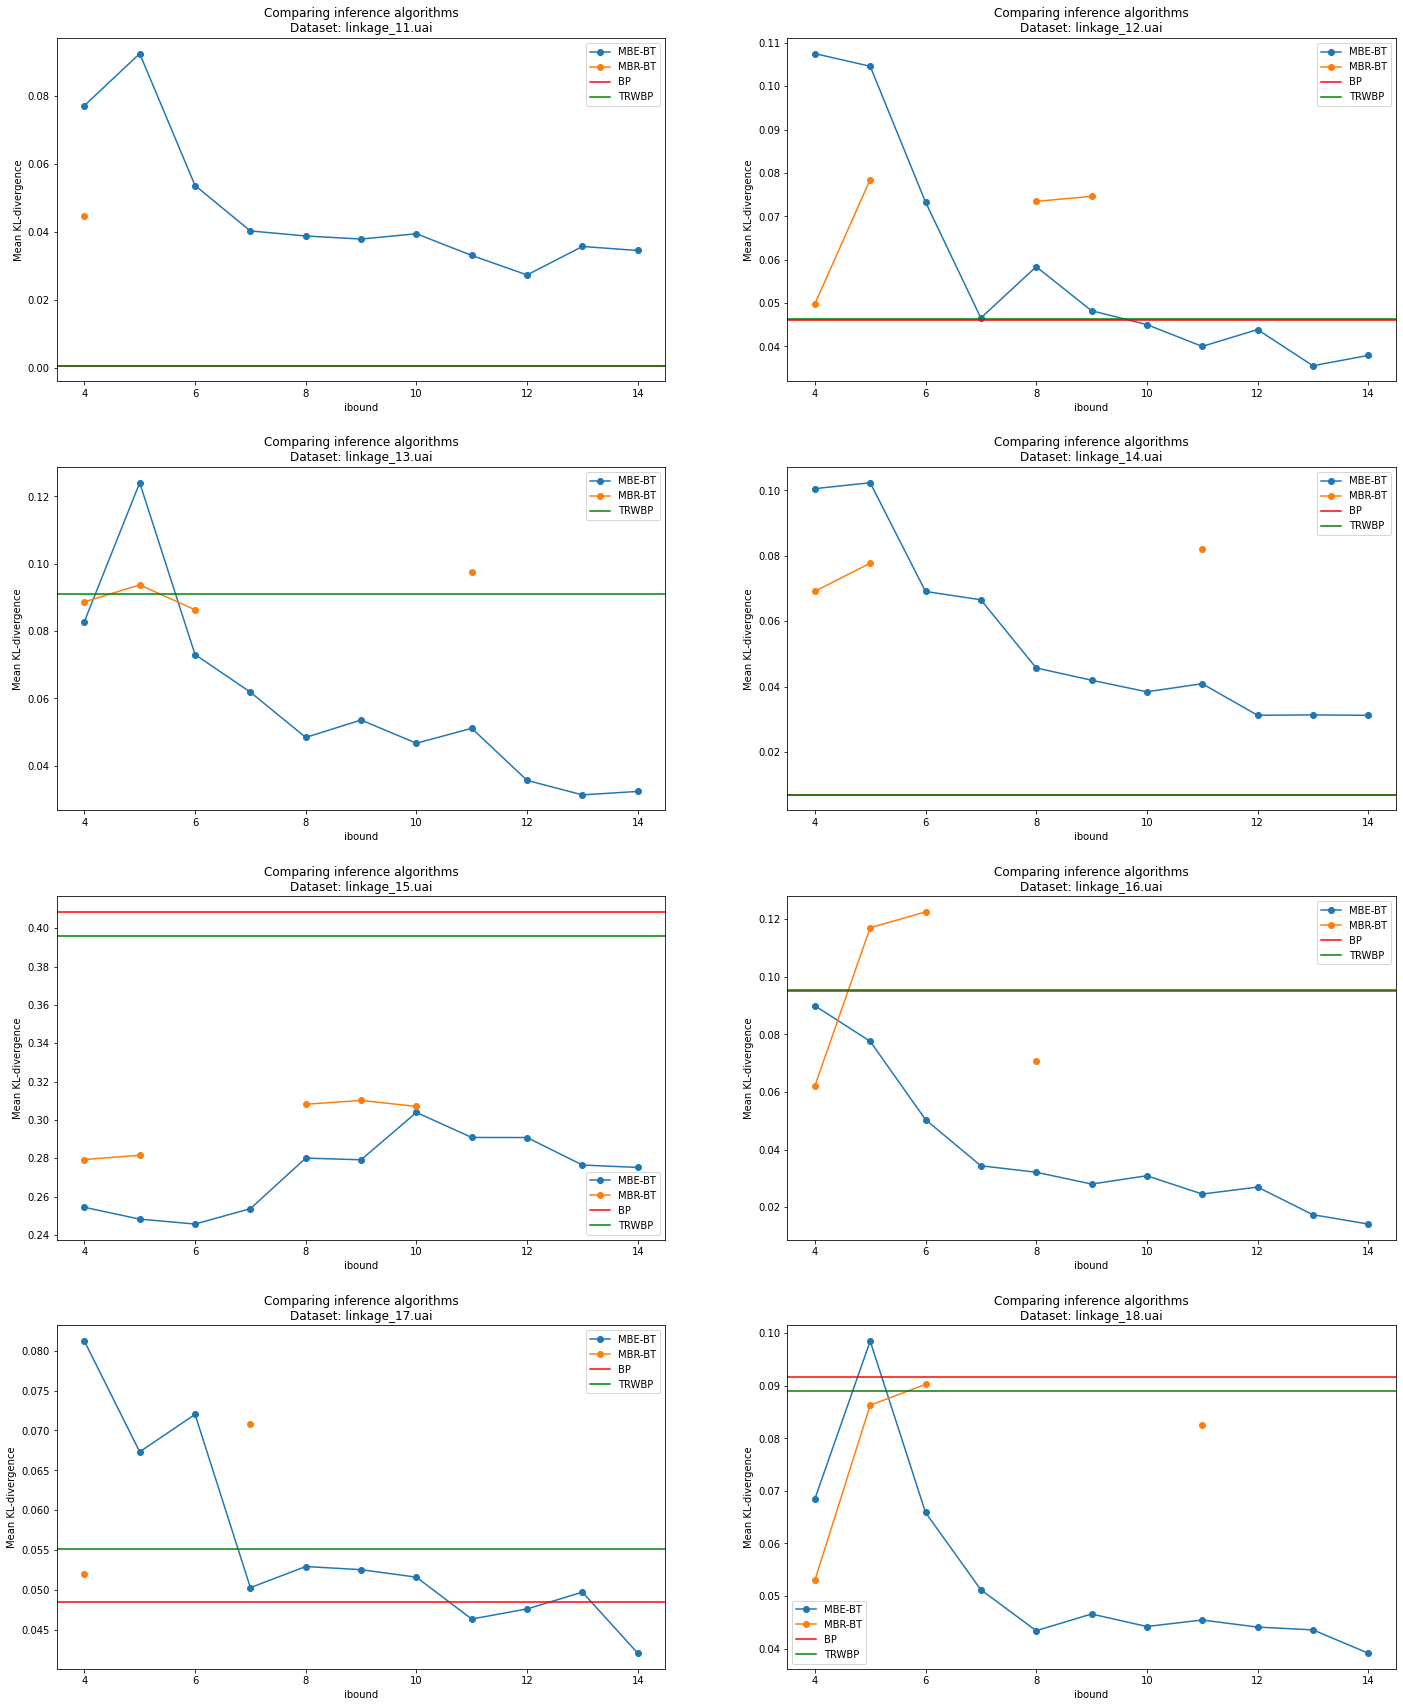 Comparing inference algorithms
Dataset: linkage_11.uai
MBE-BT
MBR-BT
BP
TRWBP
0.08
0.06
0.04
0.02
0.00
Mean KL-divergence
4 6 8 10 12 14
ibound
Comparing inference algorithms
Dataset: linkage_12.uai
MBE-BT
MBR-BT
BP
TRWBP
0.11
0.10
0.09
0.08
0.07
0.06
0.05
0.04
Mean KL-divergence
4 6 8 10 12 14
ibound
Comparing inference algorithms
Dataset: linkage_13.uai
MBE-BT
MBR-BT
TRWBP
0.12
0.10
0.08
0.06
0.04
Mean KL-divergence
4 6 8 10 12 14
ibound
Comparing inference algorithms
Dataset: linkage_14.uai
MBE-BT
MBR-BT
BP
TRWBP
0.10
0.08
0.06
0.04
0.02
Mean KL-divergence
4 6 8 10 12 14
ibound
Comparing inference algorithms
Dataset: linkage_15.uai
0.40
0.38
0.36
0.34
0.32
0.30
0.28
0.26
0.24
Mean KL-divergence
MBE-BT
MBR-BT
BP
TRWBP
4 6 8 10 12 14
ibound
Comparing inference algorithms
Dataset: linkage_16.uai
MBE-BT
MBR-BT
BP
TRWBP
0.12
0.10
0.08
0.06
0.04
0.02
Mean KL-divergence
4 6 8 10 12 14
ibound
Comparing inference algorithms
Dataset: linkage_17.uai
MBE-BT
MBR-BT
BP
TRWBP
0.080
0.075
0.070
0.065
0.060
0.055
0.050
0.045
Mean KL-divergence
4 6 8 10 12 14
ibound
Comparing inference algorithms
Dataset: linkage_18.uai
0.10
0.09
0.08
0.07
0.06
0.05
0.04
Mean KL-divergence
MBE-BT
MBR-BT
BP
TRWBP
4 6 8 10 12 14
ibound